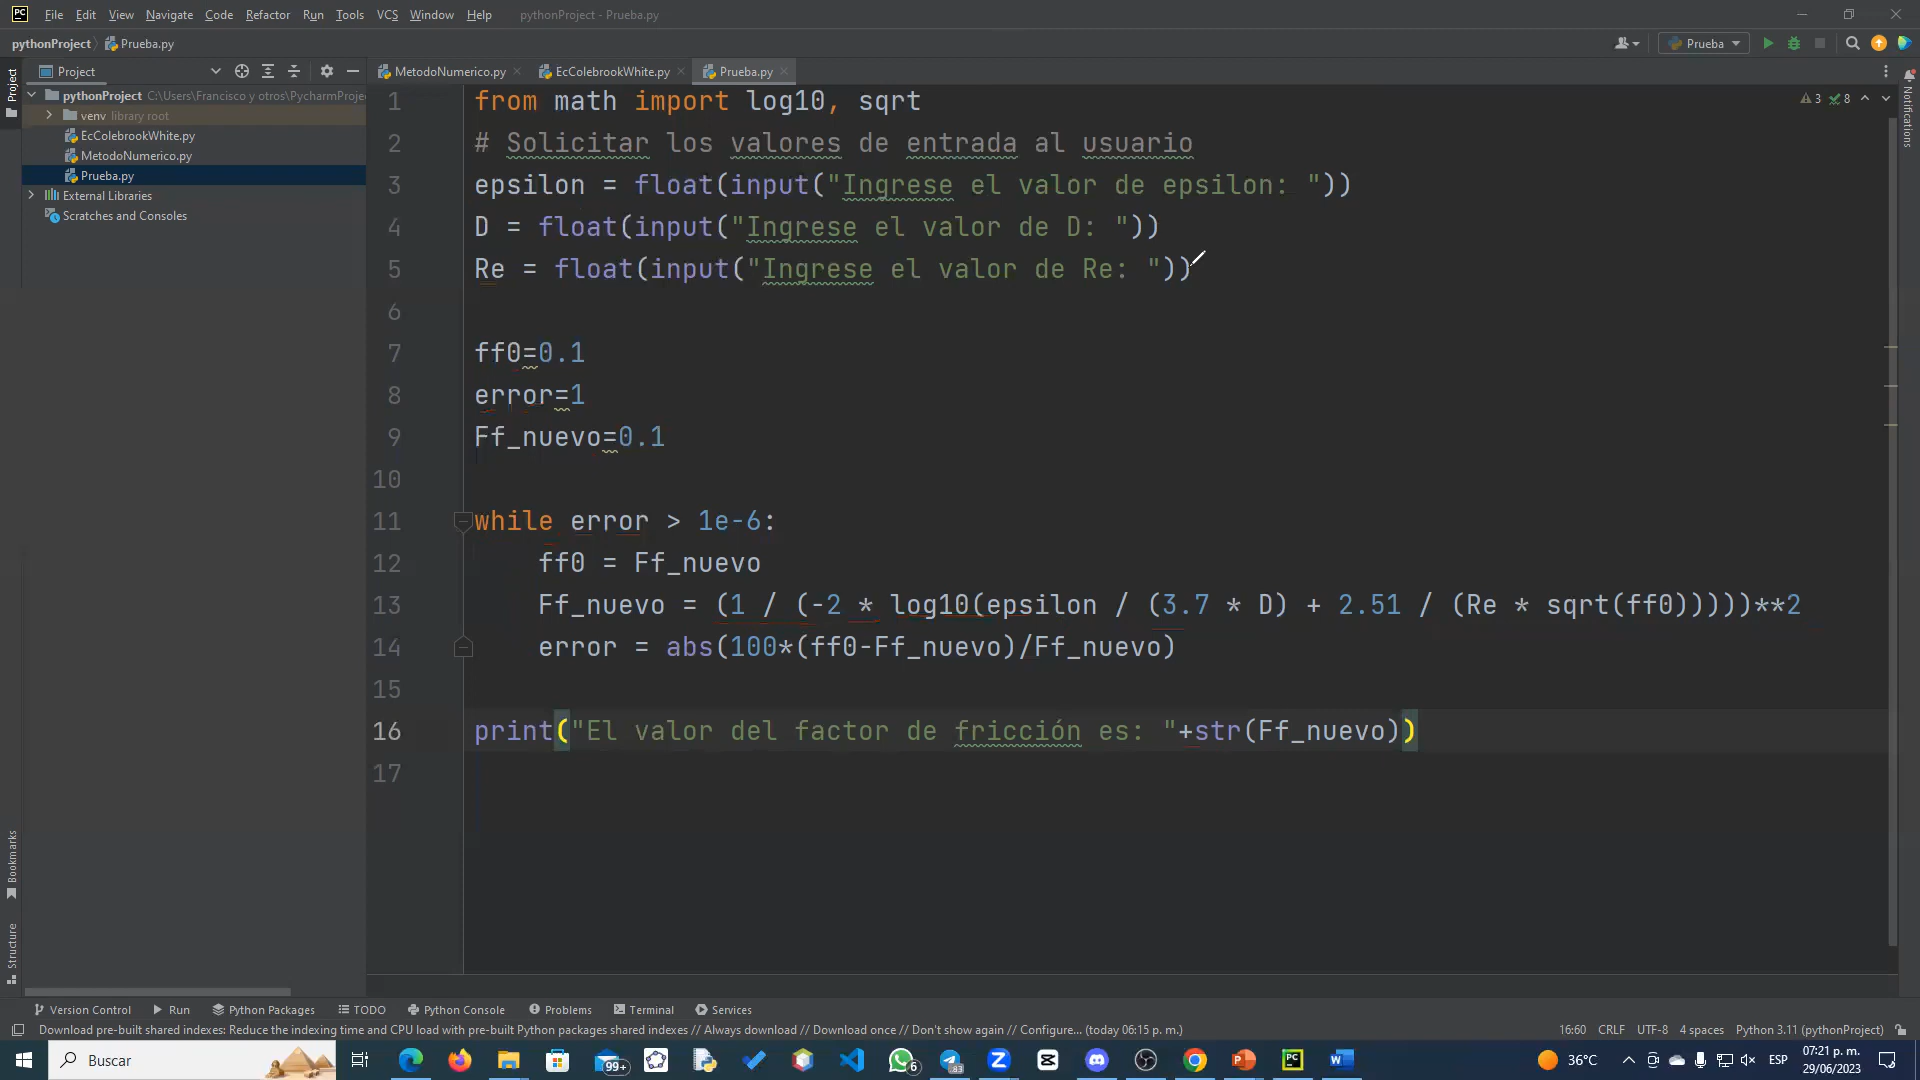 File Edit View Navigate Code Refactor Run Tools VCS Window Help pythonProject - Prueba.py
pythonProject Prueba.py Prueba
Project MetodoNumerico.py EcColebrookWhite.py Prueba.py
pythonProject C:\Users\Francisco y otros\PycharmProje
venv library root
EcColebrookWhite.py
MetodoNumerico.py
Prueba.py
External Libraries
Scratches and Consoles
3 8
1 from math import log10, sqrt
2 # Solicitar los valores de entrada al usuario
3 epsilon = float(input("Ingrese el valor de epsilon: "))
4 D = float(input("Ingrese el valor de D: "))
5 Re = float(input("Ingrese el valor de Re: "))
6
7 ff0=0.1
8 error=1
9 Ff_nuevo=0.1
10
11 while error > 1e-6:
12 ff0 = Ff_nuevo
13 Ff_nuevo = (1 / (-2 * log10(epsilon / (3.7 * D) + 2.51 / (Re * sqrt(ff0)))))**2
14 error = abs(100*(ff0-Ff_nuevo)/Ff_nuevo)
15
16 print("El valor del factor de fricción es: "+str(Ff_nuevo))
17
Project
Bookmarks
Structure
Notifications
Version Control Run Python Packages TODO Python Console Problems Terminal Services
Download pre-built shared indexes: Reduce the indexing time and CPU load with pre-built Python packages shared indexes // Always download // Download once // Don't show again // Configure... (today 06:15 p. m.) 16:60 CRLF UTF-8 4 spaces Python 3.11 (pythonProject)
Buscar 99+ 6 83 36°C ESP 07:21 p. m.
29/06/2023